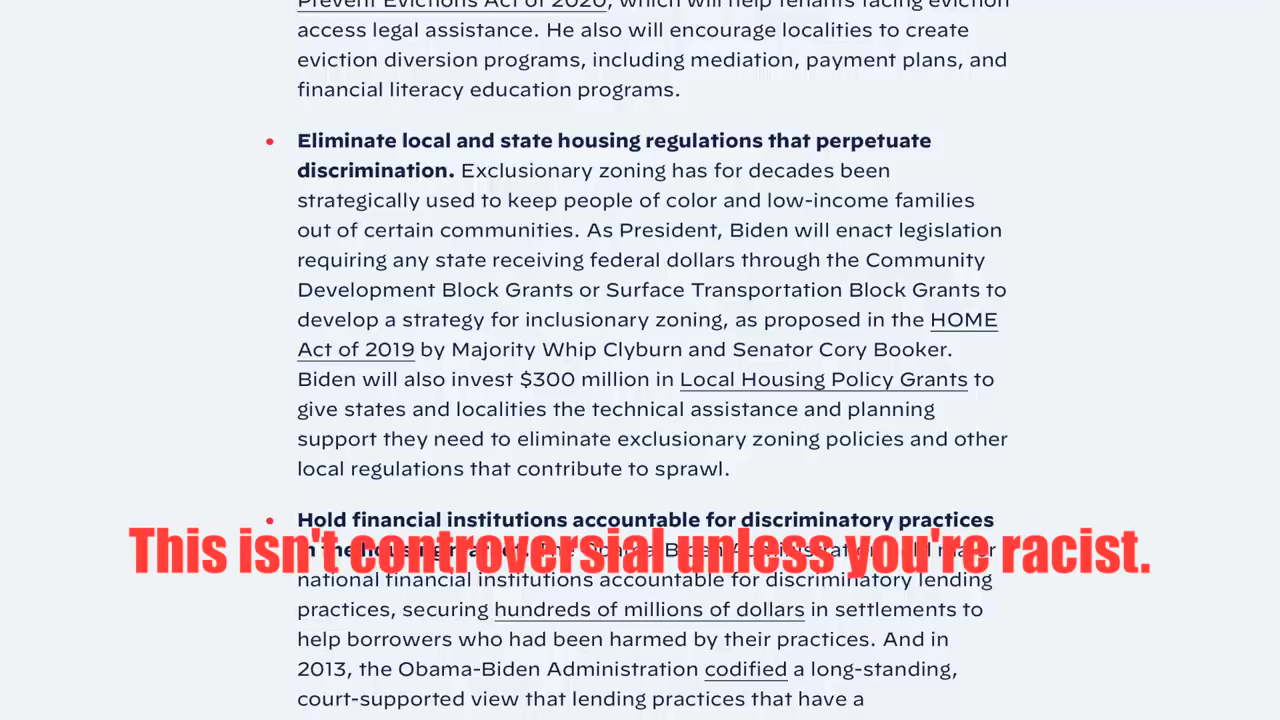 Prevent Evictions Act of 2020, which will help tenants facing eviction
access legal assistance. He also will encourage localities to create
eviction diversion programs, including mediation, payment plans, and
financial literacy education programs.
• Eliminate local and state housing regulations that perpetuate
discrimination. Exclusionary zoning has for decades been
strategically used to keep people of color and low-income families
out of certain communities. As President, Biden will enact legislation
requiring any state receiving federal dollars through the Community
Development Block Grants or Surface Transportation Block Grants to
develop a strategy for inclusionary zoning, as proposed in the HOME
Act of 2019 by Majority Whip Clyburn and Senator Cory Booker.
Biden will also invest $300 million in Local Housing Policy Grants to
give states and localities the technical assistance and planning
support they need to eliminate exclusionary zoning policies and other
local regulations that contribute to sprawl.
• Hold financial institutions accountable for discriminatory practices
in the housing market. The Obama-Biden Administration held major
This isn't controversial unless you're racist.
national financial institutions accountable for discriminatory lending
practices, securing hundreds of millions of dollars in settlements to
help borrowers who had been harmed by their practices. And in
2013, the Obama-Biden Administration codified a long-standing,
court-supported view that lending practices that have a